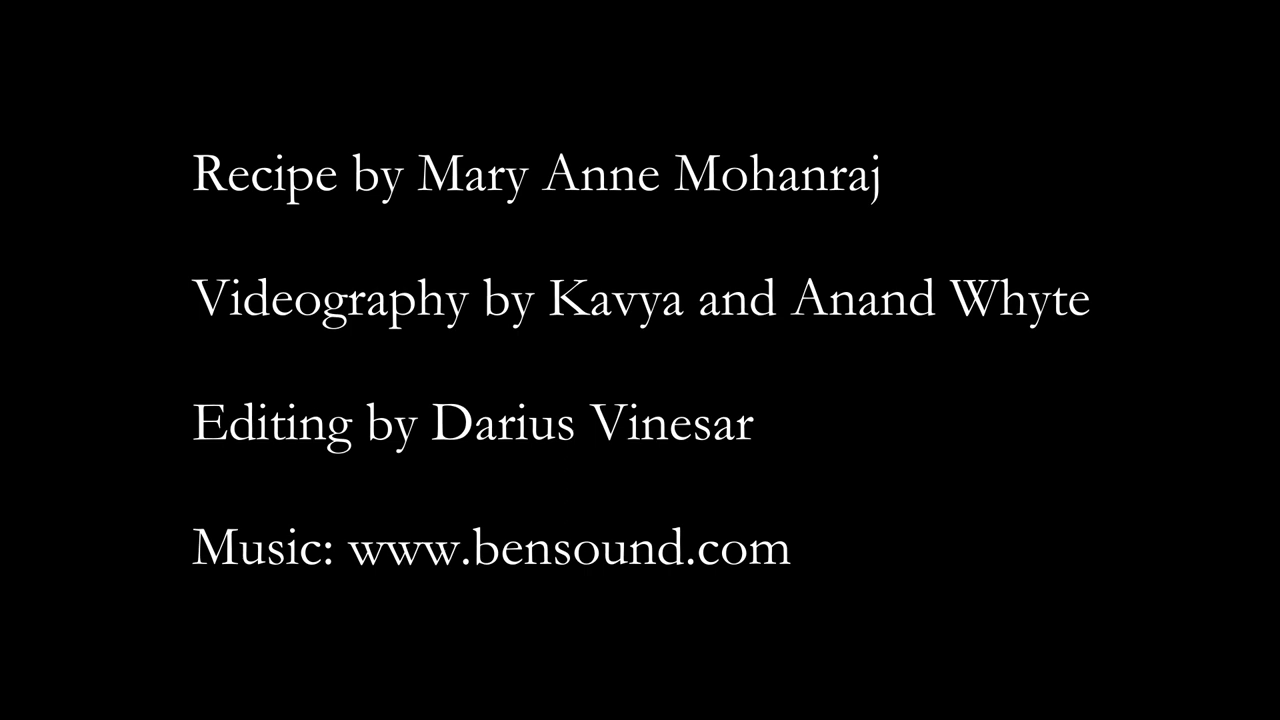 Recipe by Mary Anne Mohanraj
Videography by Kavya and Anand Whyte
Editing by Darius Vinesar
Music: www.bensound.com